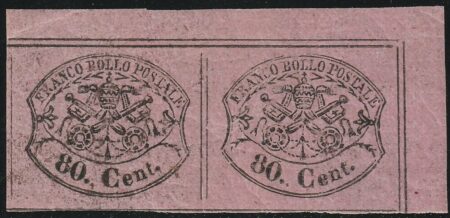 FRANCO BOLLO POSTALE
80. Cent.
FRANCO BOLLO POSTALE
80. Cent.